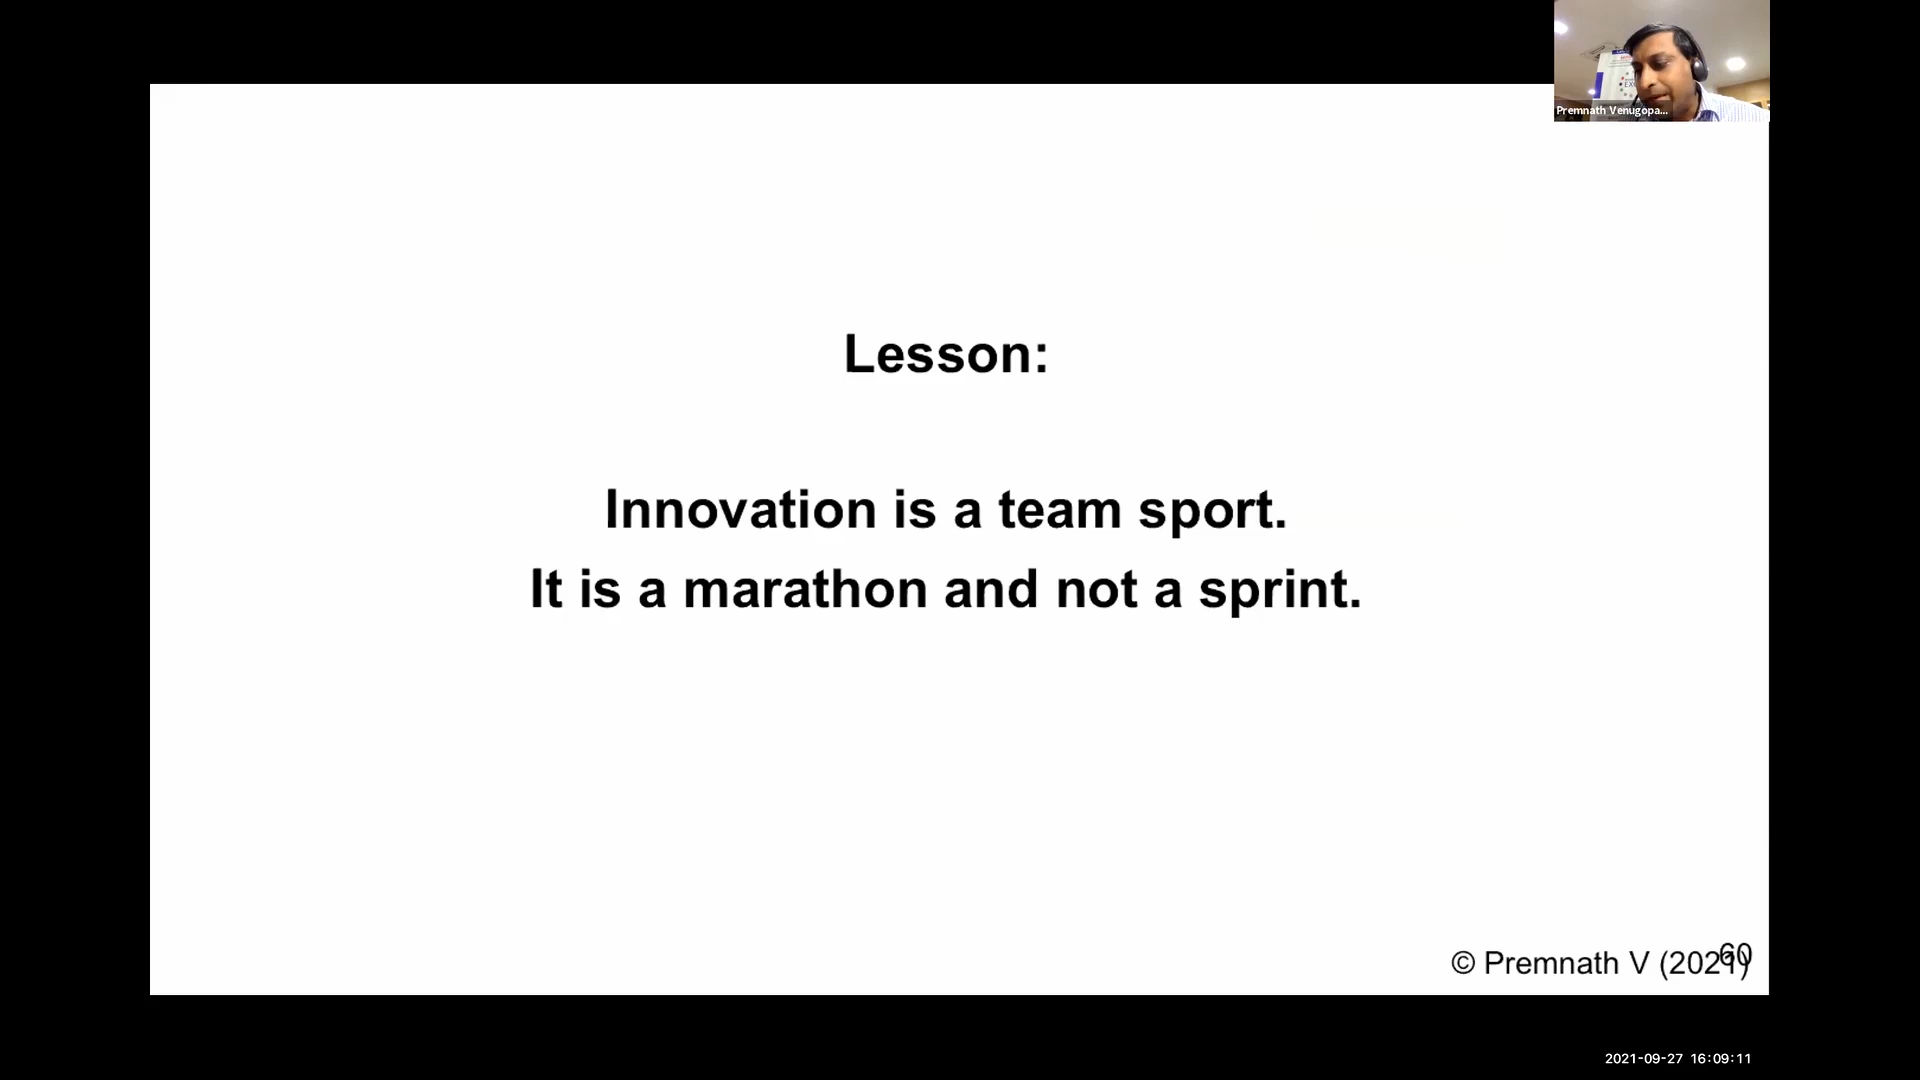 Premnath Venugopa...
Lesson:
Innovation is a team sport.
It is a marathon and not a sprint.
© Premnath V (2021)
60
2021-09-27 16:09:11